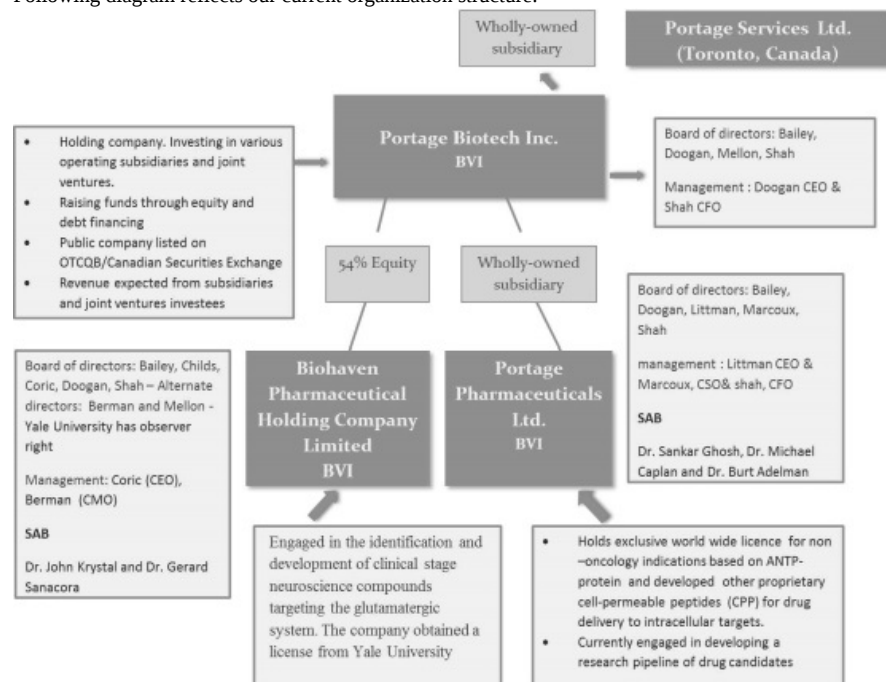 Following diagram reflects our current organization structure:
Wholly-owned
subsidiary
Portage Services Ltd.
(Toronto, Canada)
Portage Biotech Inc.
BVI
• Holding company. Investing in various
operating subsidiaries and joint
ventures.
• Raising funds through equity and
debt financing
• Public company listed on
OTCQB/Canadian Securities Exchange
• Revenue expected from subsidiaries
and joint ventures investees
Board of directors: Bailey,
Doogan, Mellon, Shah
Management : Doogan CEO &
Shah CFO
54% Equity
Wholly-owned
subsidiary
Board of directors: Bailey,
Doogan, Littman, Marcoux,
Shah
management : Littman CEO &
Marcoux, CSO& shah, CFO
SAB
Dr. Sankar Ghosh, Dr. Michael
Caplan and Dr. Burt Adelman
Board of directors: Bailey, Childs,
Coric, Doogan, Shah – Alternate
directors: Berman and Mellon -
Yale University has observer
right
Management: Coric (CEO),
Berman (CMO)
SAB
Dr. John Krystal and Dr. Gerard
Sanacora
Biohaven
Pharmaceutical
Holding Company
Limited
BVI
Portage
Pharmaceuticals
Ltd.
BVI
Engaged in the identification and
development of clinical stage
neuroscience compounds
targeting the glutamatergic
system. The company obtained a
license from Yale University
• Holds exclusive world wide licence for non
–oncology indications based on ANTP-
protein and developed other proprietary
cell-permeable peptides (CPP) for drug
delivery to intracellular targets.
• Currently engaged in developing a
research pipeline of drug candidates